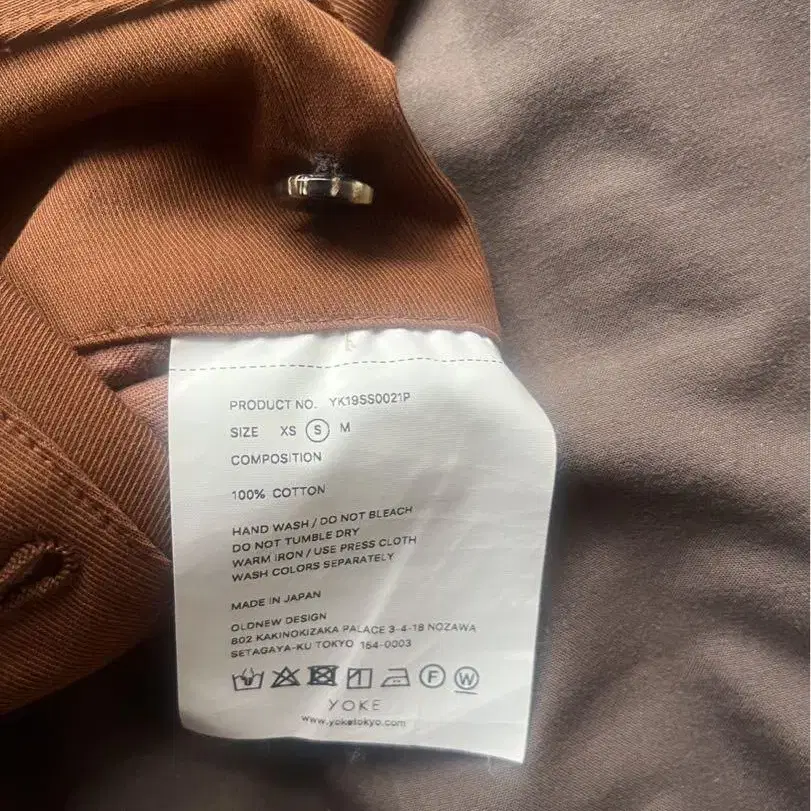 PRODUCT NO. YK19SS0021P
SIZE XS S M
COMPOSITION
100% COTTON
HAND WASH / DO NOT BLEACH
DO NOT TUMBLE DRY
WARM IRON / USE PRESS CLOTH
WASH COLORS SEPARATELY
MADE IN JAPAN
OLDNEW DESIGN
802 KAKINOKIZAKA PALACE 3-4-18 NOZAWA
SETAGAYA-KU TOKYO 154-0003
F W
YOKE
www.yoketokyo.com